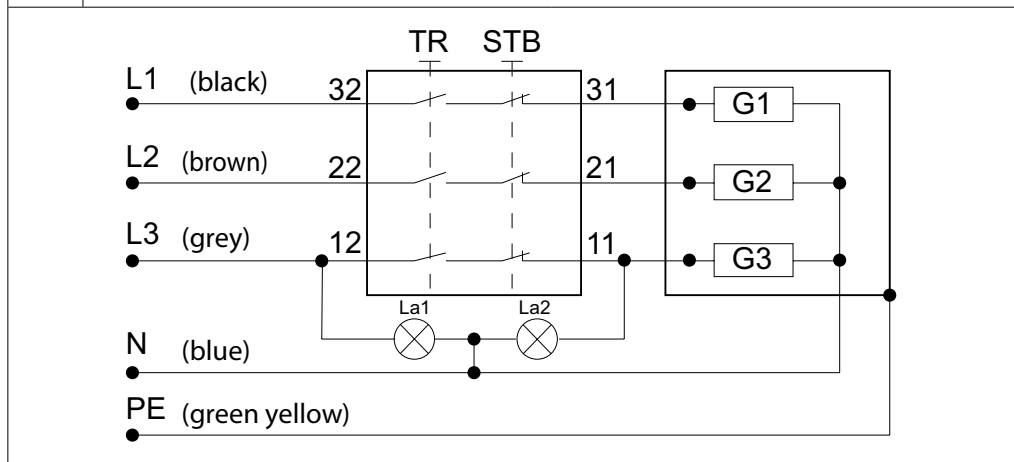 TR STB
L1 (black) 32 31 G1
L2 (brown) 22 21 G2
L3 (grey) 12 11 G3
La1 La2
N (blue)
PE (green yellow)